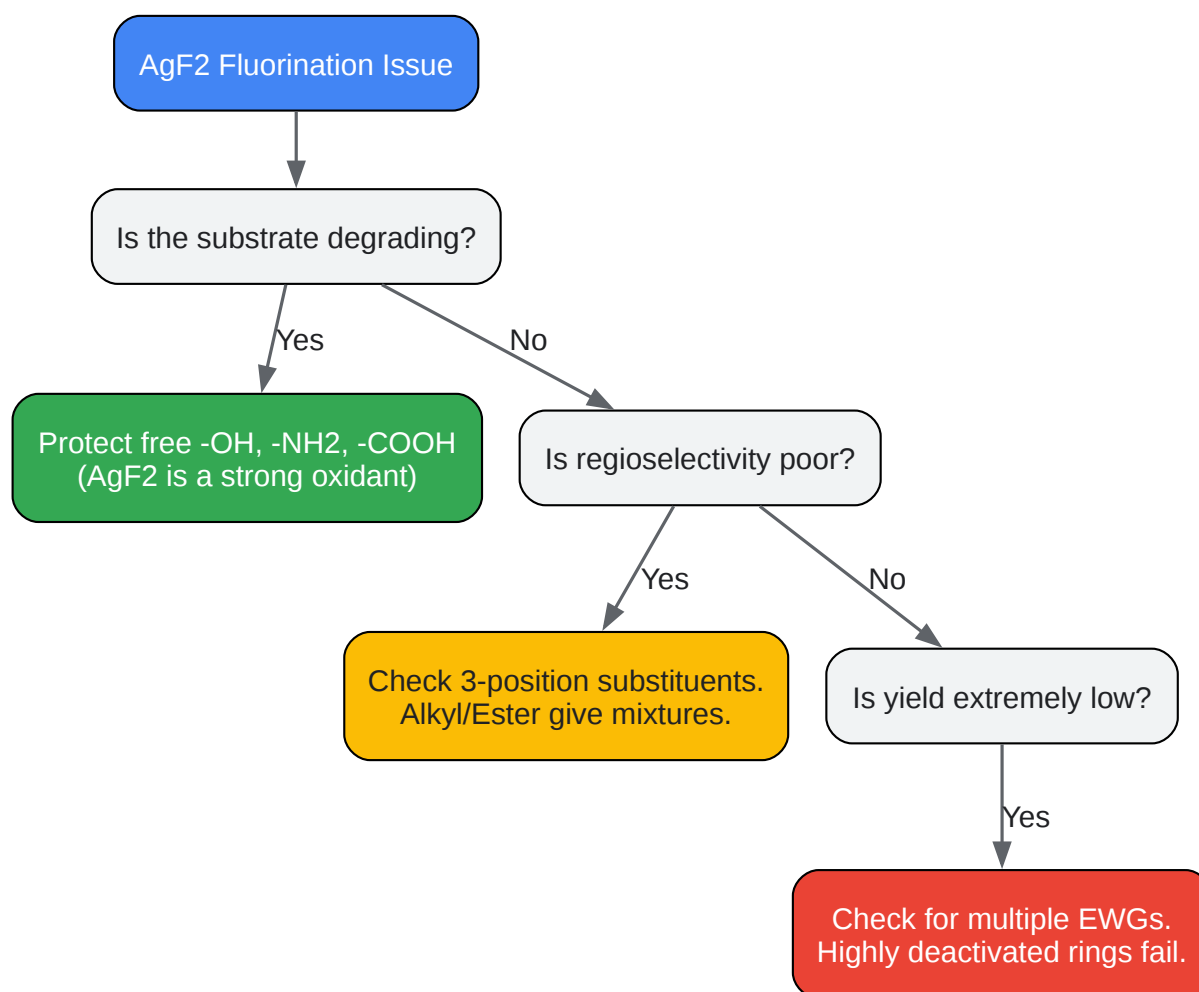 AgF2 Fluorination Issue
Is the substrate degrading?
Yes
No
Protect free -OH, -NH2, -COOH
(AgF2 is a strong oxidant)
Is regioselectivity poor?
Yes
No
Check 3-position substituents.
Alkyl/Ester give mixtures.
Is yield extremely low?
Yes
Check for multiple EWGs.
Highly deactivated rings fail.